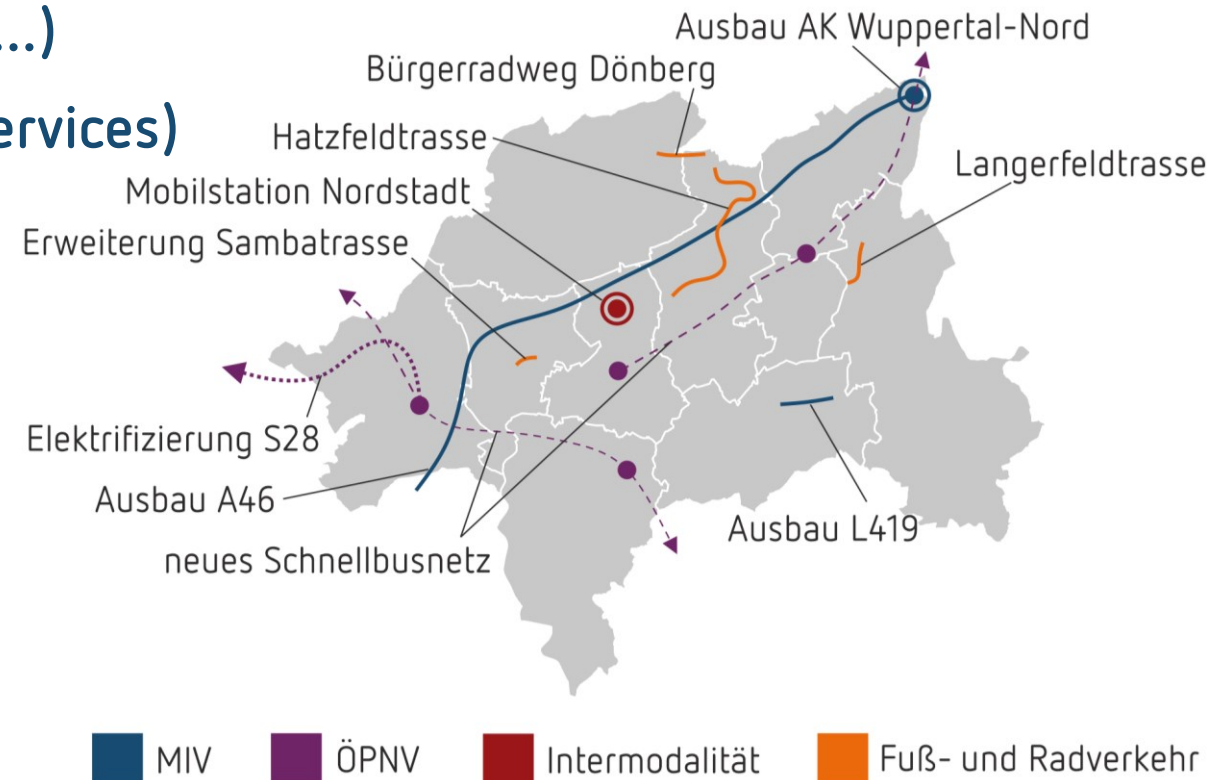 ...)
ervices)
Ausbau AK Wuppertal-Nord
Bürgerradweg Dönberg
Hatzfeldtrasse
Langerfeldtrasse
Mobilstation Nordstadt
Erweiterung Sambatrasse
Elektrifizierung S28
Ausbau A46
Ausbau L419
neues Schnellbusnetz
MIV ÖPNV Intermodalität Fuß- und Radverkehr